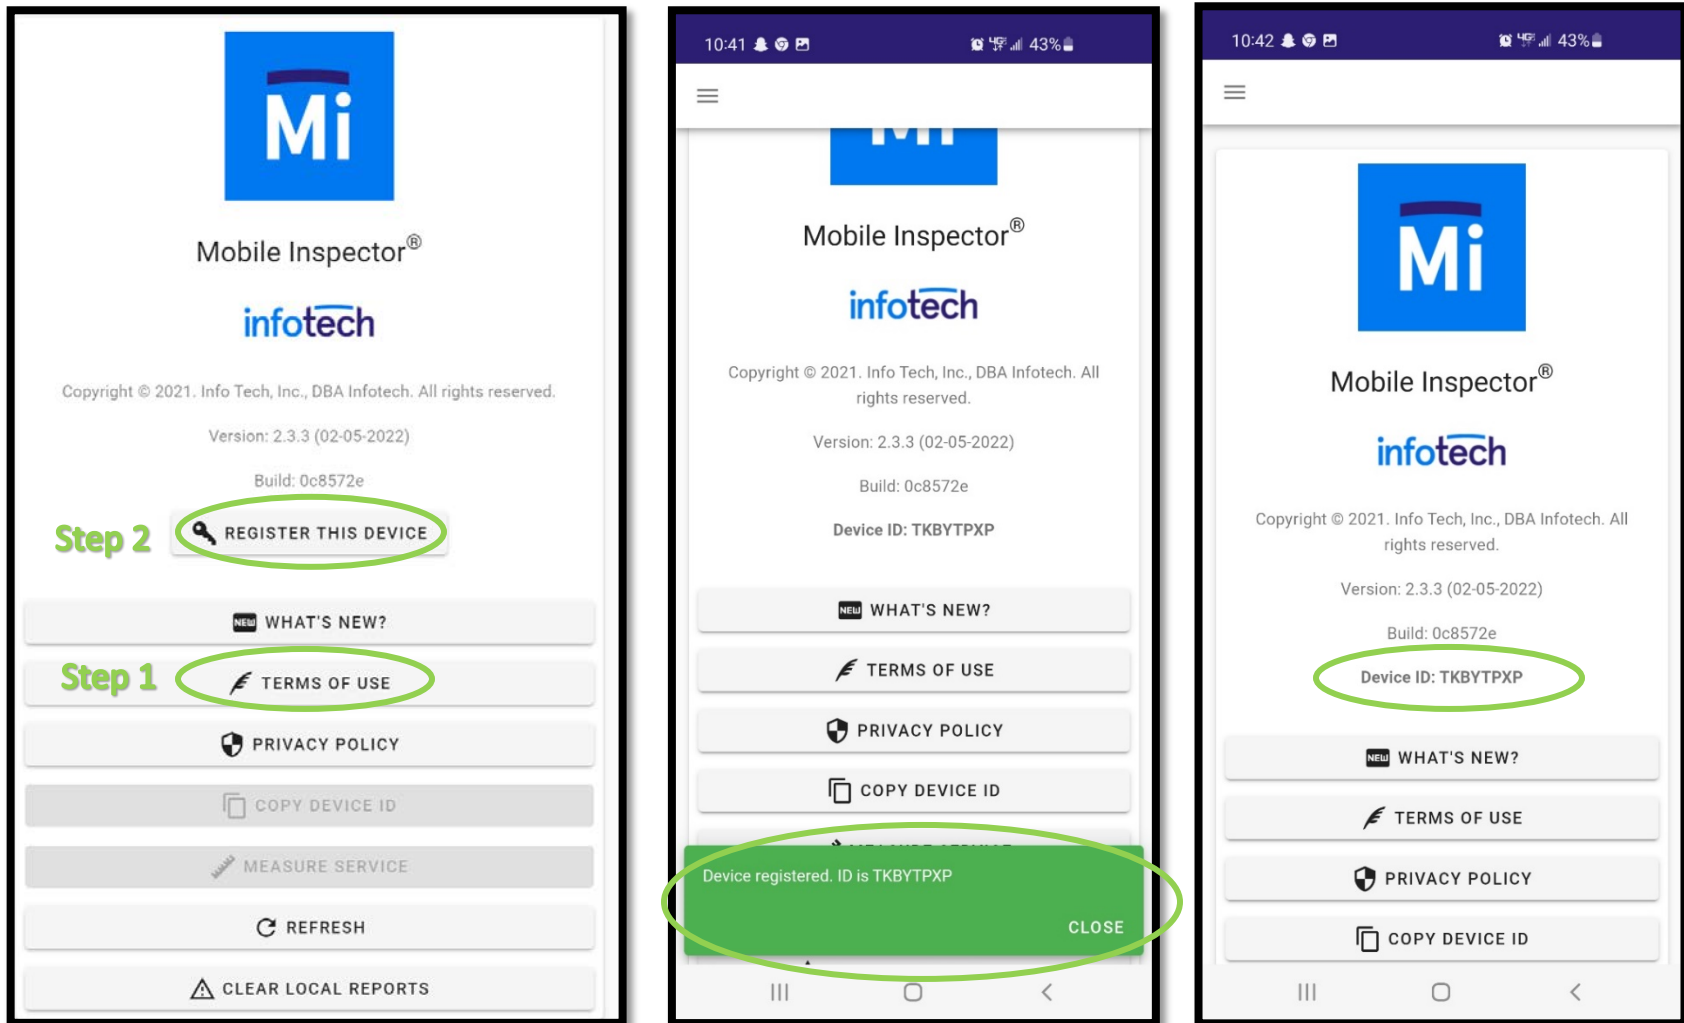 Mi
Mobile Inspector®
infotech
Copyright © 2021. Info Tech, Inc., DBA Infotech. All rights reserved.
Version: 2.3.3 (02-05-2022)
Build: 0c8572e
Step 2
REGISTER THIS DEVICE
NEW WHAT'S NEW?
Step 1
TERMS OF USE
PRIVACY POLICY
COPY DEVICE ID
MEASURE SERVICE
REFRESH
CLEAR LOCAL REPORTS
10:41 4G 43%
Mi
Mobile Inspector®
infotech
Copyright © 2021. Info Tech, Inc., DBA Infotech. All
rights reserved.
Version: 2.3.3 (02-05-2022)
Build: 0c8572e
Device ID: TKBYTPXP
NEW WHAT'S NEW?
TERMS OF USE
PRIVACY POLICY
COPY DEVICE ID
MEASURE SERVICE
Device registered. ID is TKBYTPXP
CLOSE
10:42 4G 43%
Mi
Mobile Inspector®
infotech
Copyright © 2021. Info Tech, Inc., DBA Infotech. All
rights reserved.
Version: 2.3.3 (02-05-2022)
Build: 0c8572e
Device ID: TKBYTPXP
NEW WHAT'S NEW?
TERMS OF USE
PRIVACY POLICY
COPY DEVICE ID